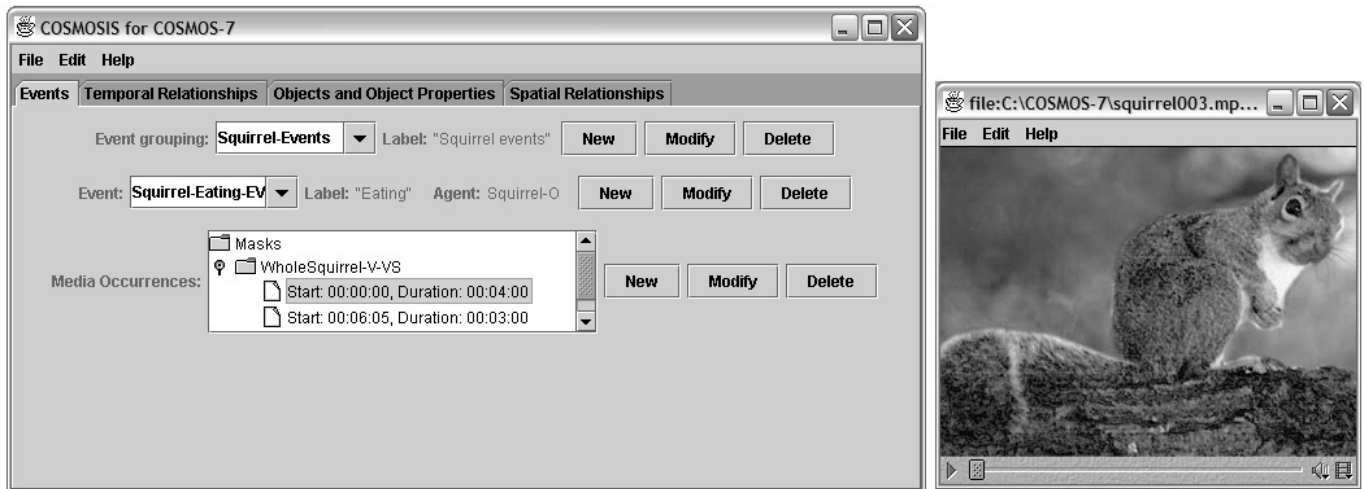 COSMOSIS for COSMOS-7
File Edit Help
Events Temporal Relationships Objects and Object Properties Spatial Relationships
Event grouping: Squirrel-Events Label: "Squirrel events" New Modify Delete
Event: Squirrel-Eating-EV Label: "Eating" Agent: Squirrel-O New Modify Delete
Media Occurrences: New Modify Delete
Masks
WholeSquirrel-V-VS
Start: 00:00:00, Duration: 00:04:00
Start: 00:06:05, Duration: 00:03:00
file:C:\COSMOS-7\squirrel003.mp...
File Edit Help